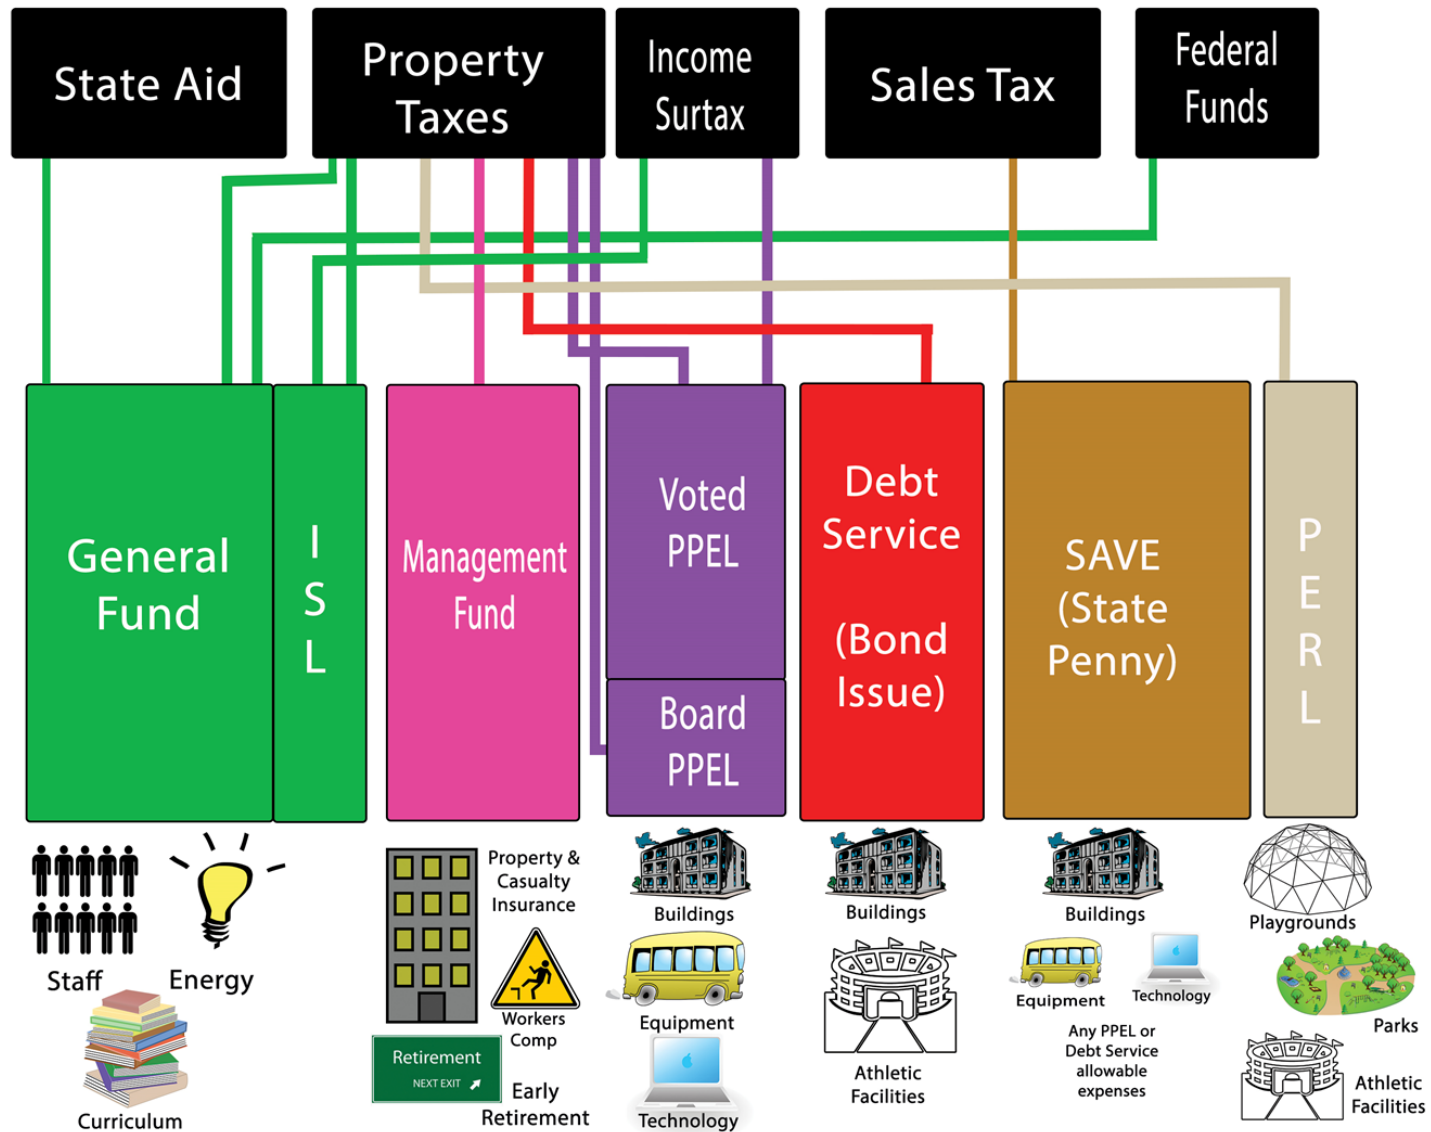 State Aid
Property
Taxes
Income
Surtax
Sales Tax
Federal
Funds
General
Fund
I
S
L
Management
Fund
Voted
PPEL
Board
PPEL
Debt
Service
(Bond
Issue)
SAVE
(State
Penny)
P
E
R
L
Staff
Energy
Curriculum
Property &
Casualty
Insurance
Workers
Comp
Retirement
NEXT EXIT
Early
Retirement
Buildings
Equipment
Technology
Buildings
Athletic
Facilities
Buildings
Equipment
Technology
Any PPEL or
Debt Service
allowable
expenses
Playgrounds
Parks
Athletic
Facilities